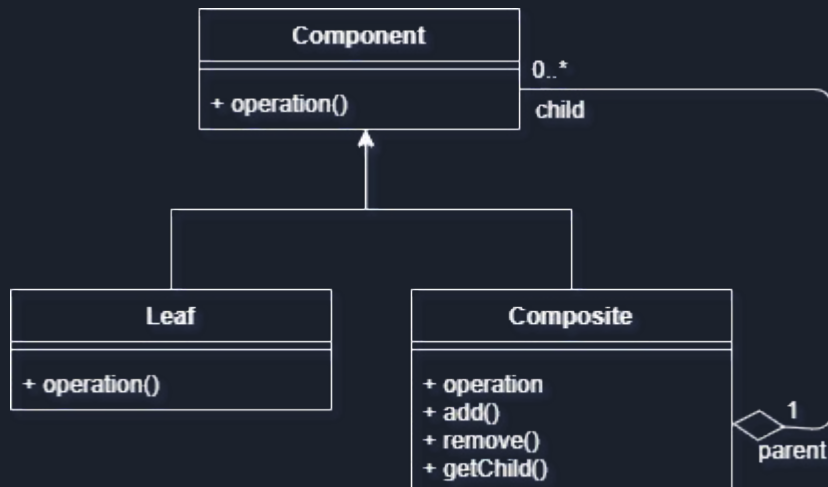 Component
+ operation()
0..*
child
Leaf
+ operation()
Composite
+ operation
+ add()
+ remove()
+ getChild()
1
parent